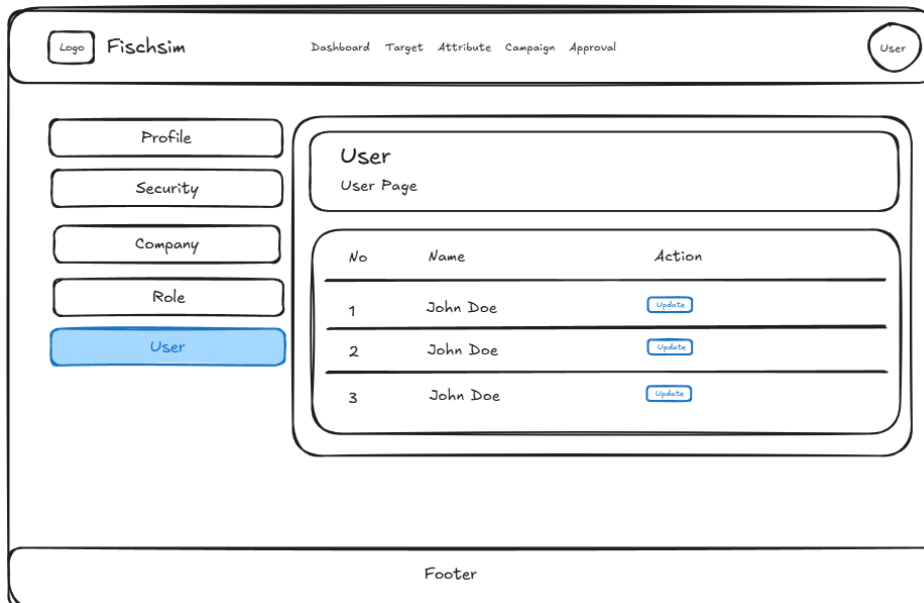 Logo Fischsim Dashboard Target Attribute Campaign Approval User
Profile
Security
Company
Role
User
User
User Page
No Name Action
1 John Doe Update
2 John Doe Update
3 John Doe Update
Footer